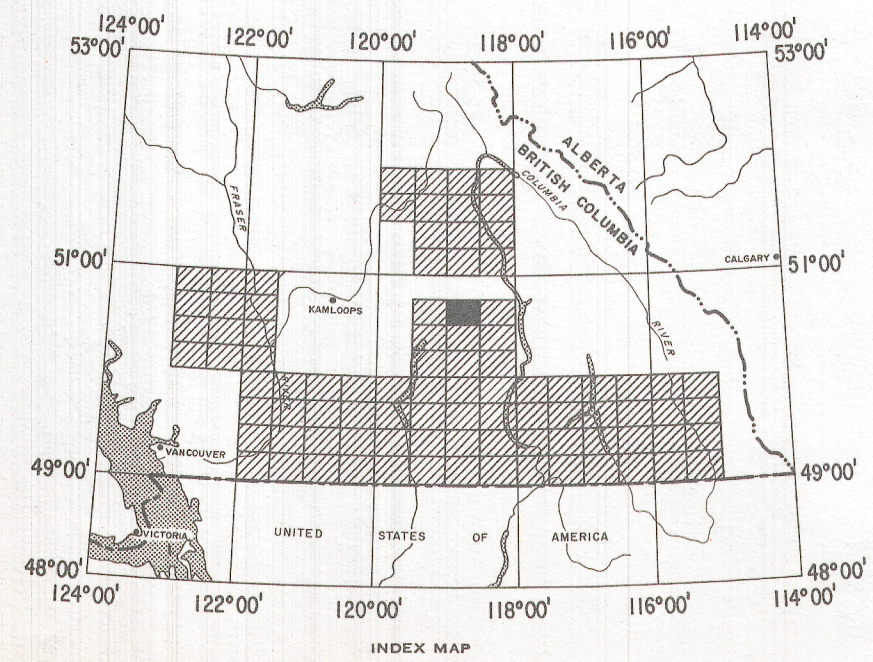 124°00' 122°00' 120°00' 118°00' 116°00' 114°00'
53°00' 53°00'
ALBERTA
BRITISH COLUMBIA
COLUMBIA
FRASER
51°00' CALGARY 51°00'
KAMLOOPS
RIVER
RIVER
VANCOUVER
49°00' 49°00'
VICTORIA
UNITED STATES OF AMERICA
48°00' 48°00'
124°00' 122°00' 120°00' 118°00' 116°00' 114°00'
INDEX MAP